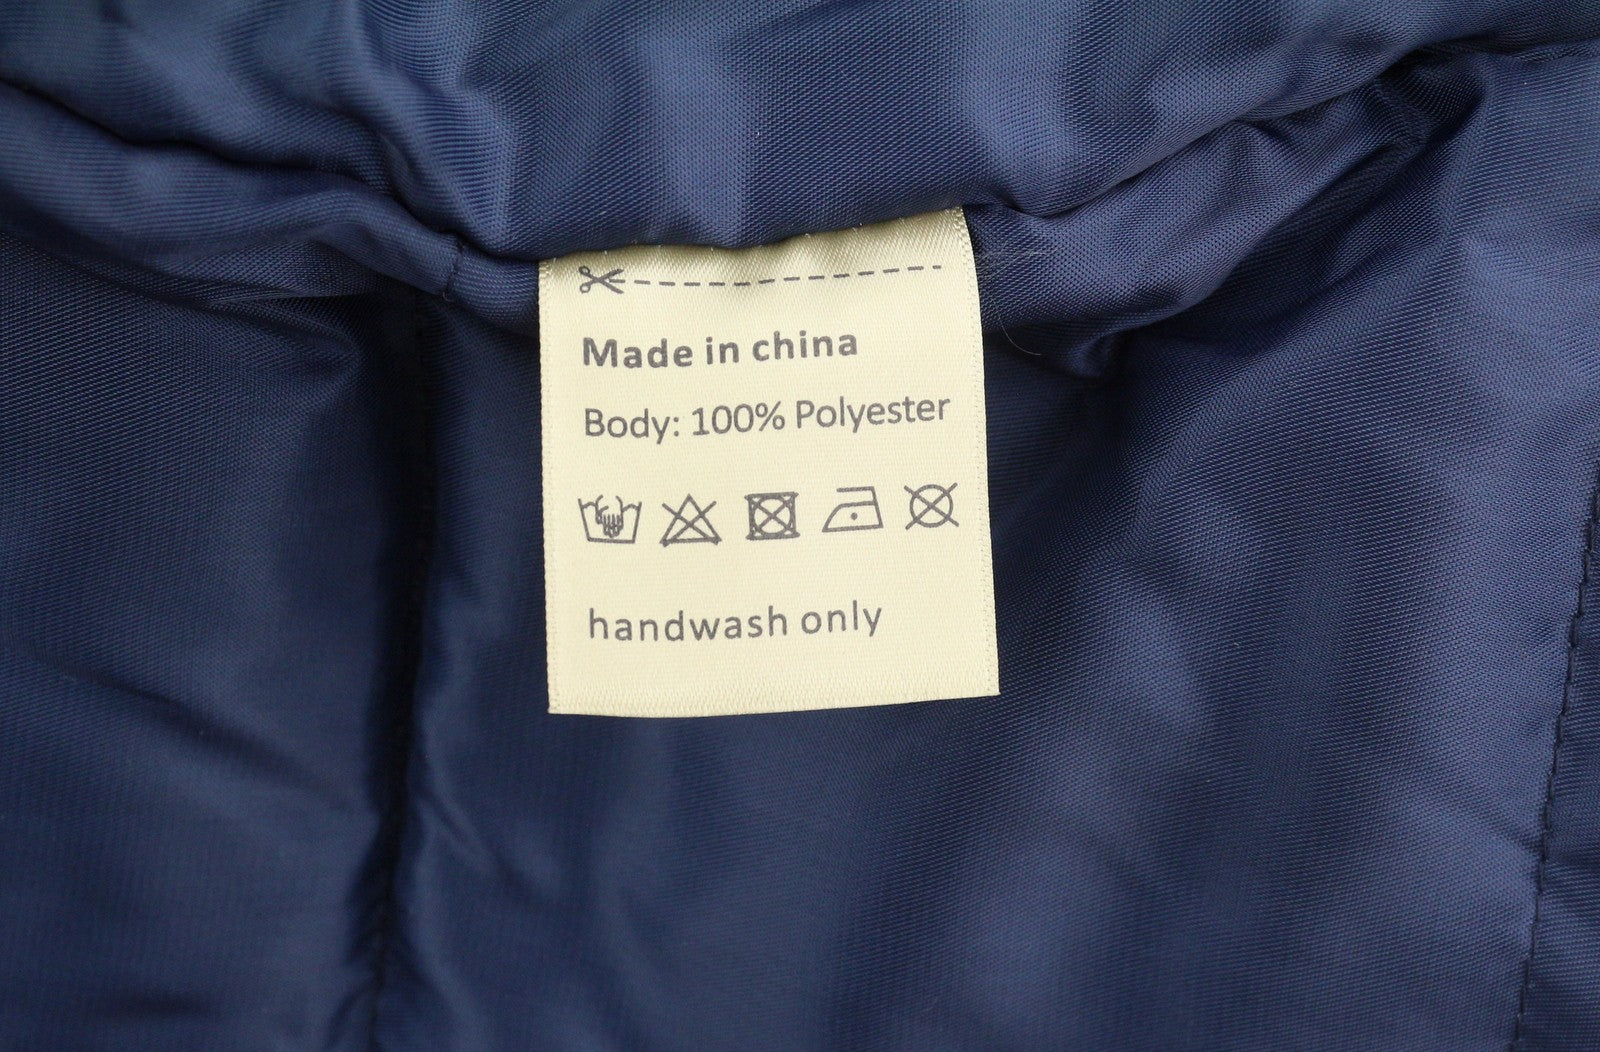 Made in china
Body: 100% Polyester
handwash only